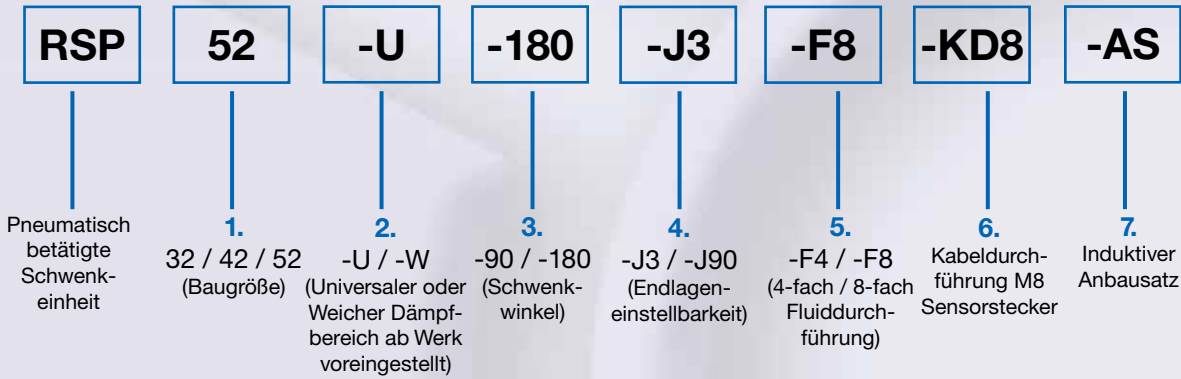 RSP 52 -U -180 -J3 -F8 -KD8 -AS
Pneumatisch
betätigte
Schwenk-
einheit
1.
32 / 42 / 52
(Baugröße)
2.
-U / -W
(Universaler oder
Weicher Dämpf-
bereich ab Werk
voreingestellt)
3.
-90 / -180
(Schwenk-
winkel)
4.
-J3 / -J90
(Endlagen-
einstellbarkeit)
5.
-F4 / -F8
(4-fach / 8-fach
Fluiddurch-
führung)
6.
Kabeldurch-
führung M8
Sensorstecker
7.
Induktiver
Anbausatz